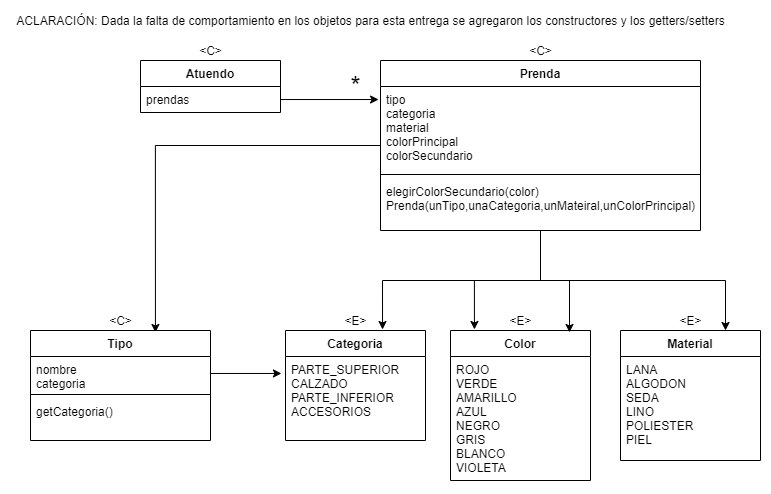 ACLARACIÓN: Dada la falta de comportamiento en los objetos para esta entrega se agregaron los constructores y los getters/setters
<C>
Atuendo
prendas
*
<C>
Prenda
tipo
categoria
material
colorPrincipal
colorSecundario
elegirColorSecundario(color)
Prenda(unTipo,unaCategoria,unMateiral,unColorPrincipal)
<C>
Tipo
nombre
categoria
getCategoria()
<E>
Categoria
PARTE_SUPERIOR
CALZADO
PARTE_INFERIOR
ACCESORIOS
<E>
Color
ROJO
VERDE
AMARILLO
AZUL
NEGRO
GRIS
BLANCO
VIOLETA
<E>
Material
LANA
ALGODON
SEDA
LINO
POLIESTER
PIEL